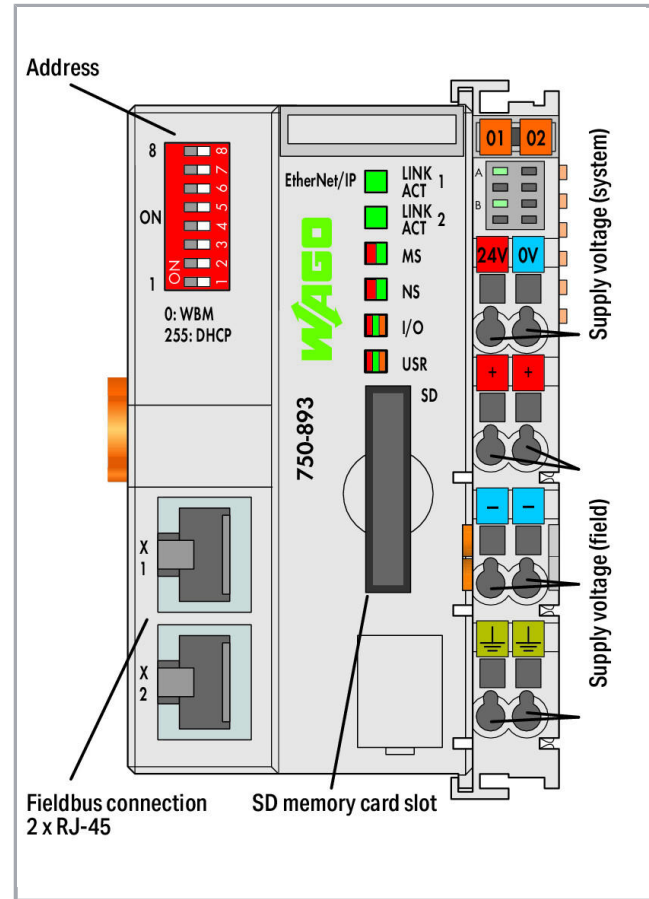 Address
8
ON
1
8
7
6
5
4
3
2
1
ON
0: WBM
255: DHCP
EtherNet/IP
LINK 1
ACT
LINK 2
ACT
MS
NS
I/O
USR
SD
WAGO
750-893
X
1
X
2
01 02
A
B
24V 0V
+ +
− −
Supply voltage (system)
Supply voltage (field)
Fieldbus connection
2 x RJ-45
SD memory card slot